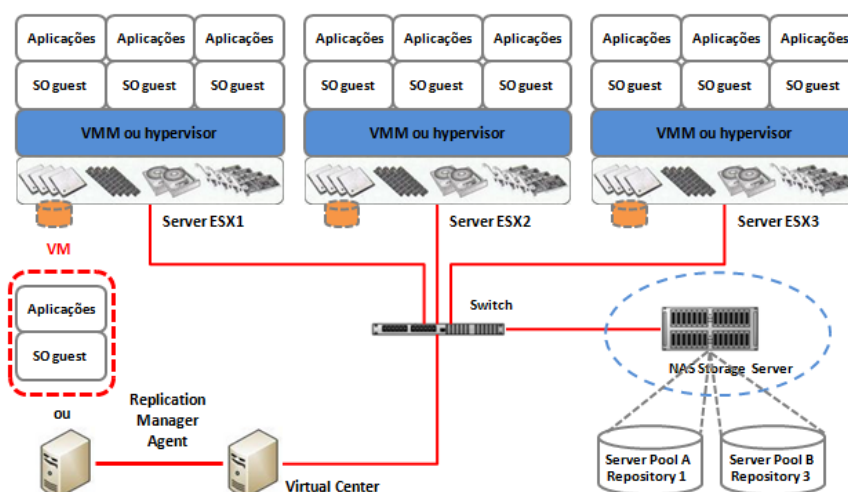 Aplicações Aplicações Aplicações
SO guest SO guest SO guest
VMM ou hypervisor
Server ESX1
Aplicações Aplicações Aplicações
SO guest SO guest SO guest
VMM ou hypervisor
Server ESX2
Aplicações Aplicações Aplicações
SO guest SO guest SO guest
VMM ou hypervisor
Server ESX3
VM
Aplicações
SO guest
ou
Replication
Manager
Agent
Virtual Center
Switch
NAS Storage Server
Server Pool A
Repository 1
Server Pool B
Repository 3